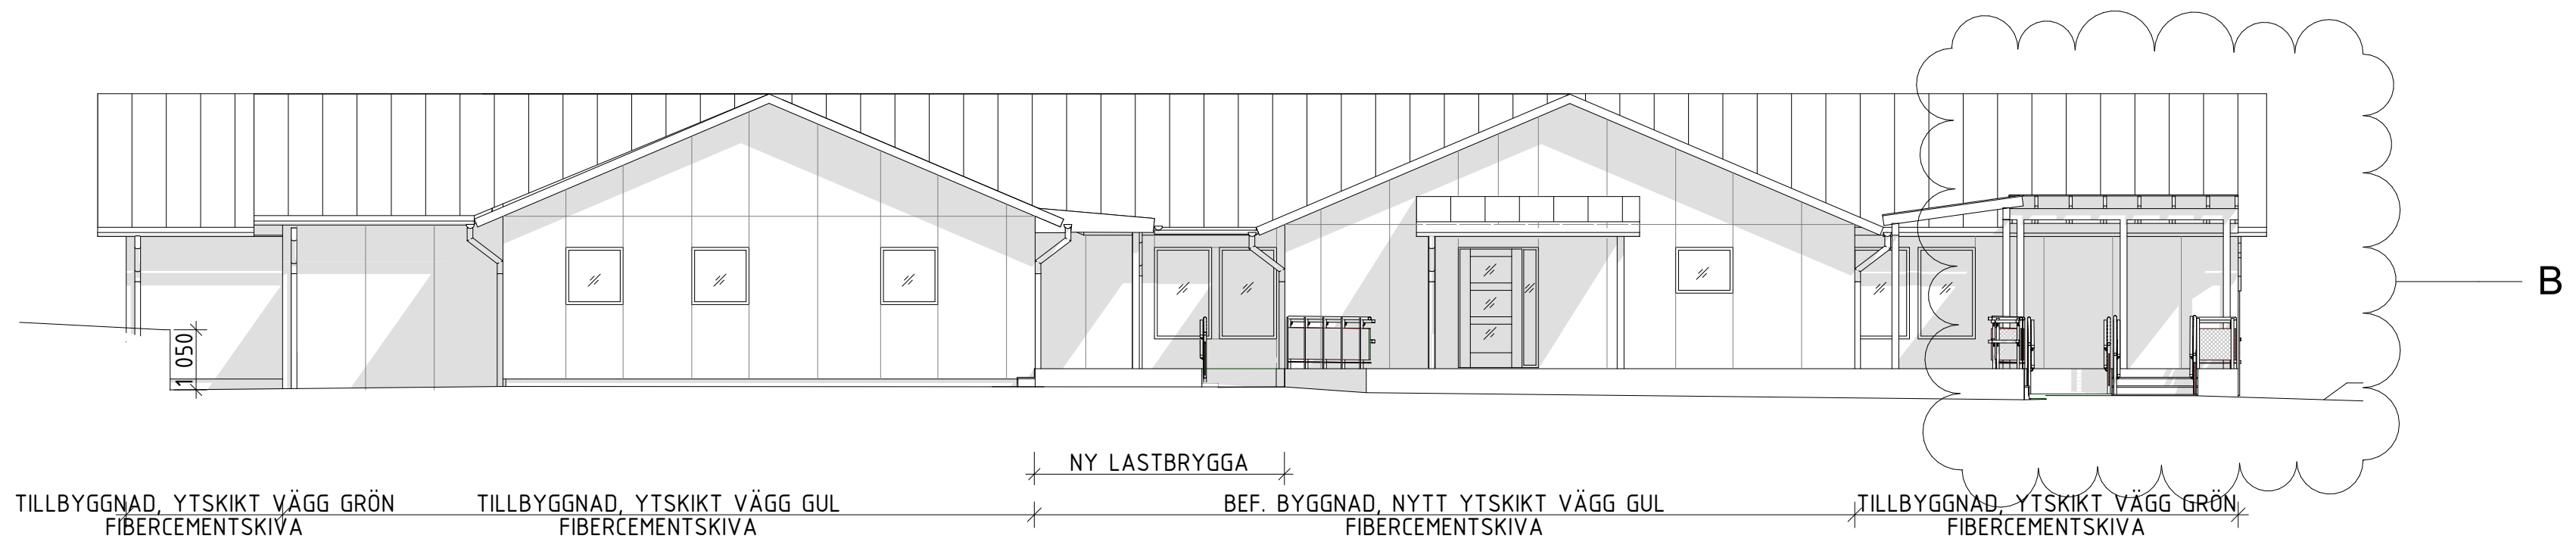 B
1 050
NY LASTBRYGGA
TILLBYGGNAD, YTSKIKT VÄGG GRÖN
FIBERCEMENTSKIVA
TILLBYGGNAD, YTSKIKT VÄGG GUL
FIBERCEMENTSKIVA
BEF. BYGGNAD, NYTT YTSKIKT VÄGG GUL
FIBERCEMENTSKIVA
TILLBYGGNAD, YTSKIKT VÄGG GRÖN
FIBERCEMENTSKIVA